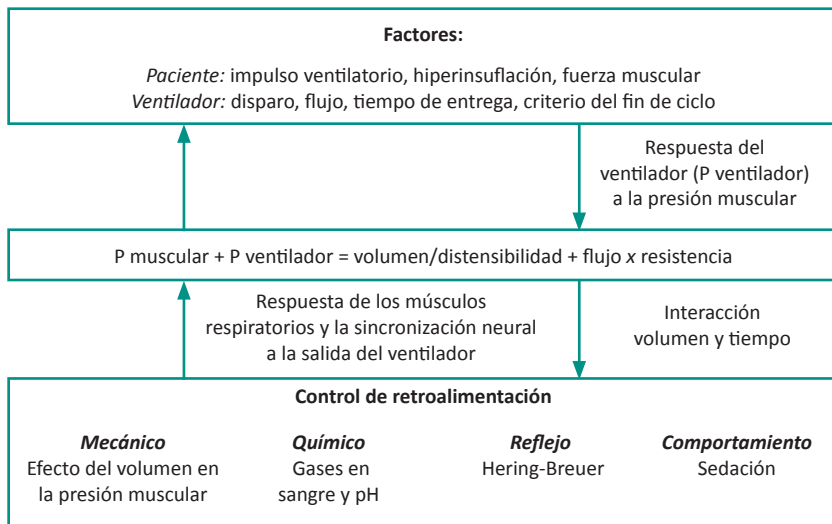 Factores:
Paciente: impulso ventilatorio, hiperinsuflación, fuerza muscular
Ventilador: disparo, flujo, tiempo de entrega, criterio del fin de ciclo
Respuesta del
ventilador (P ventilador)
a la presión muscular
P muscular + P ventilador = volumen/distensibilidad + flujo x resistencia
Respuesta de los músculos
respiratorios y la sincronización neural
a la salida del ventilador
Interacción
volumen y tiempo
Control de retroalimentación
Mecánico
Efecto del volumen en
la presión muscular
Químico
Gases en
sangre y pH
Reflejo
Hering-Breuer
Comportamiento
Sedación